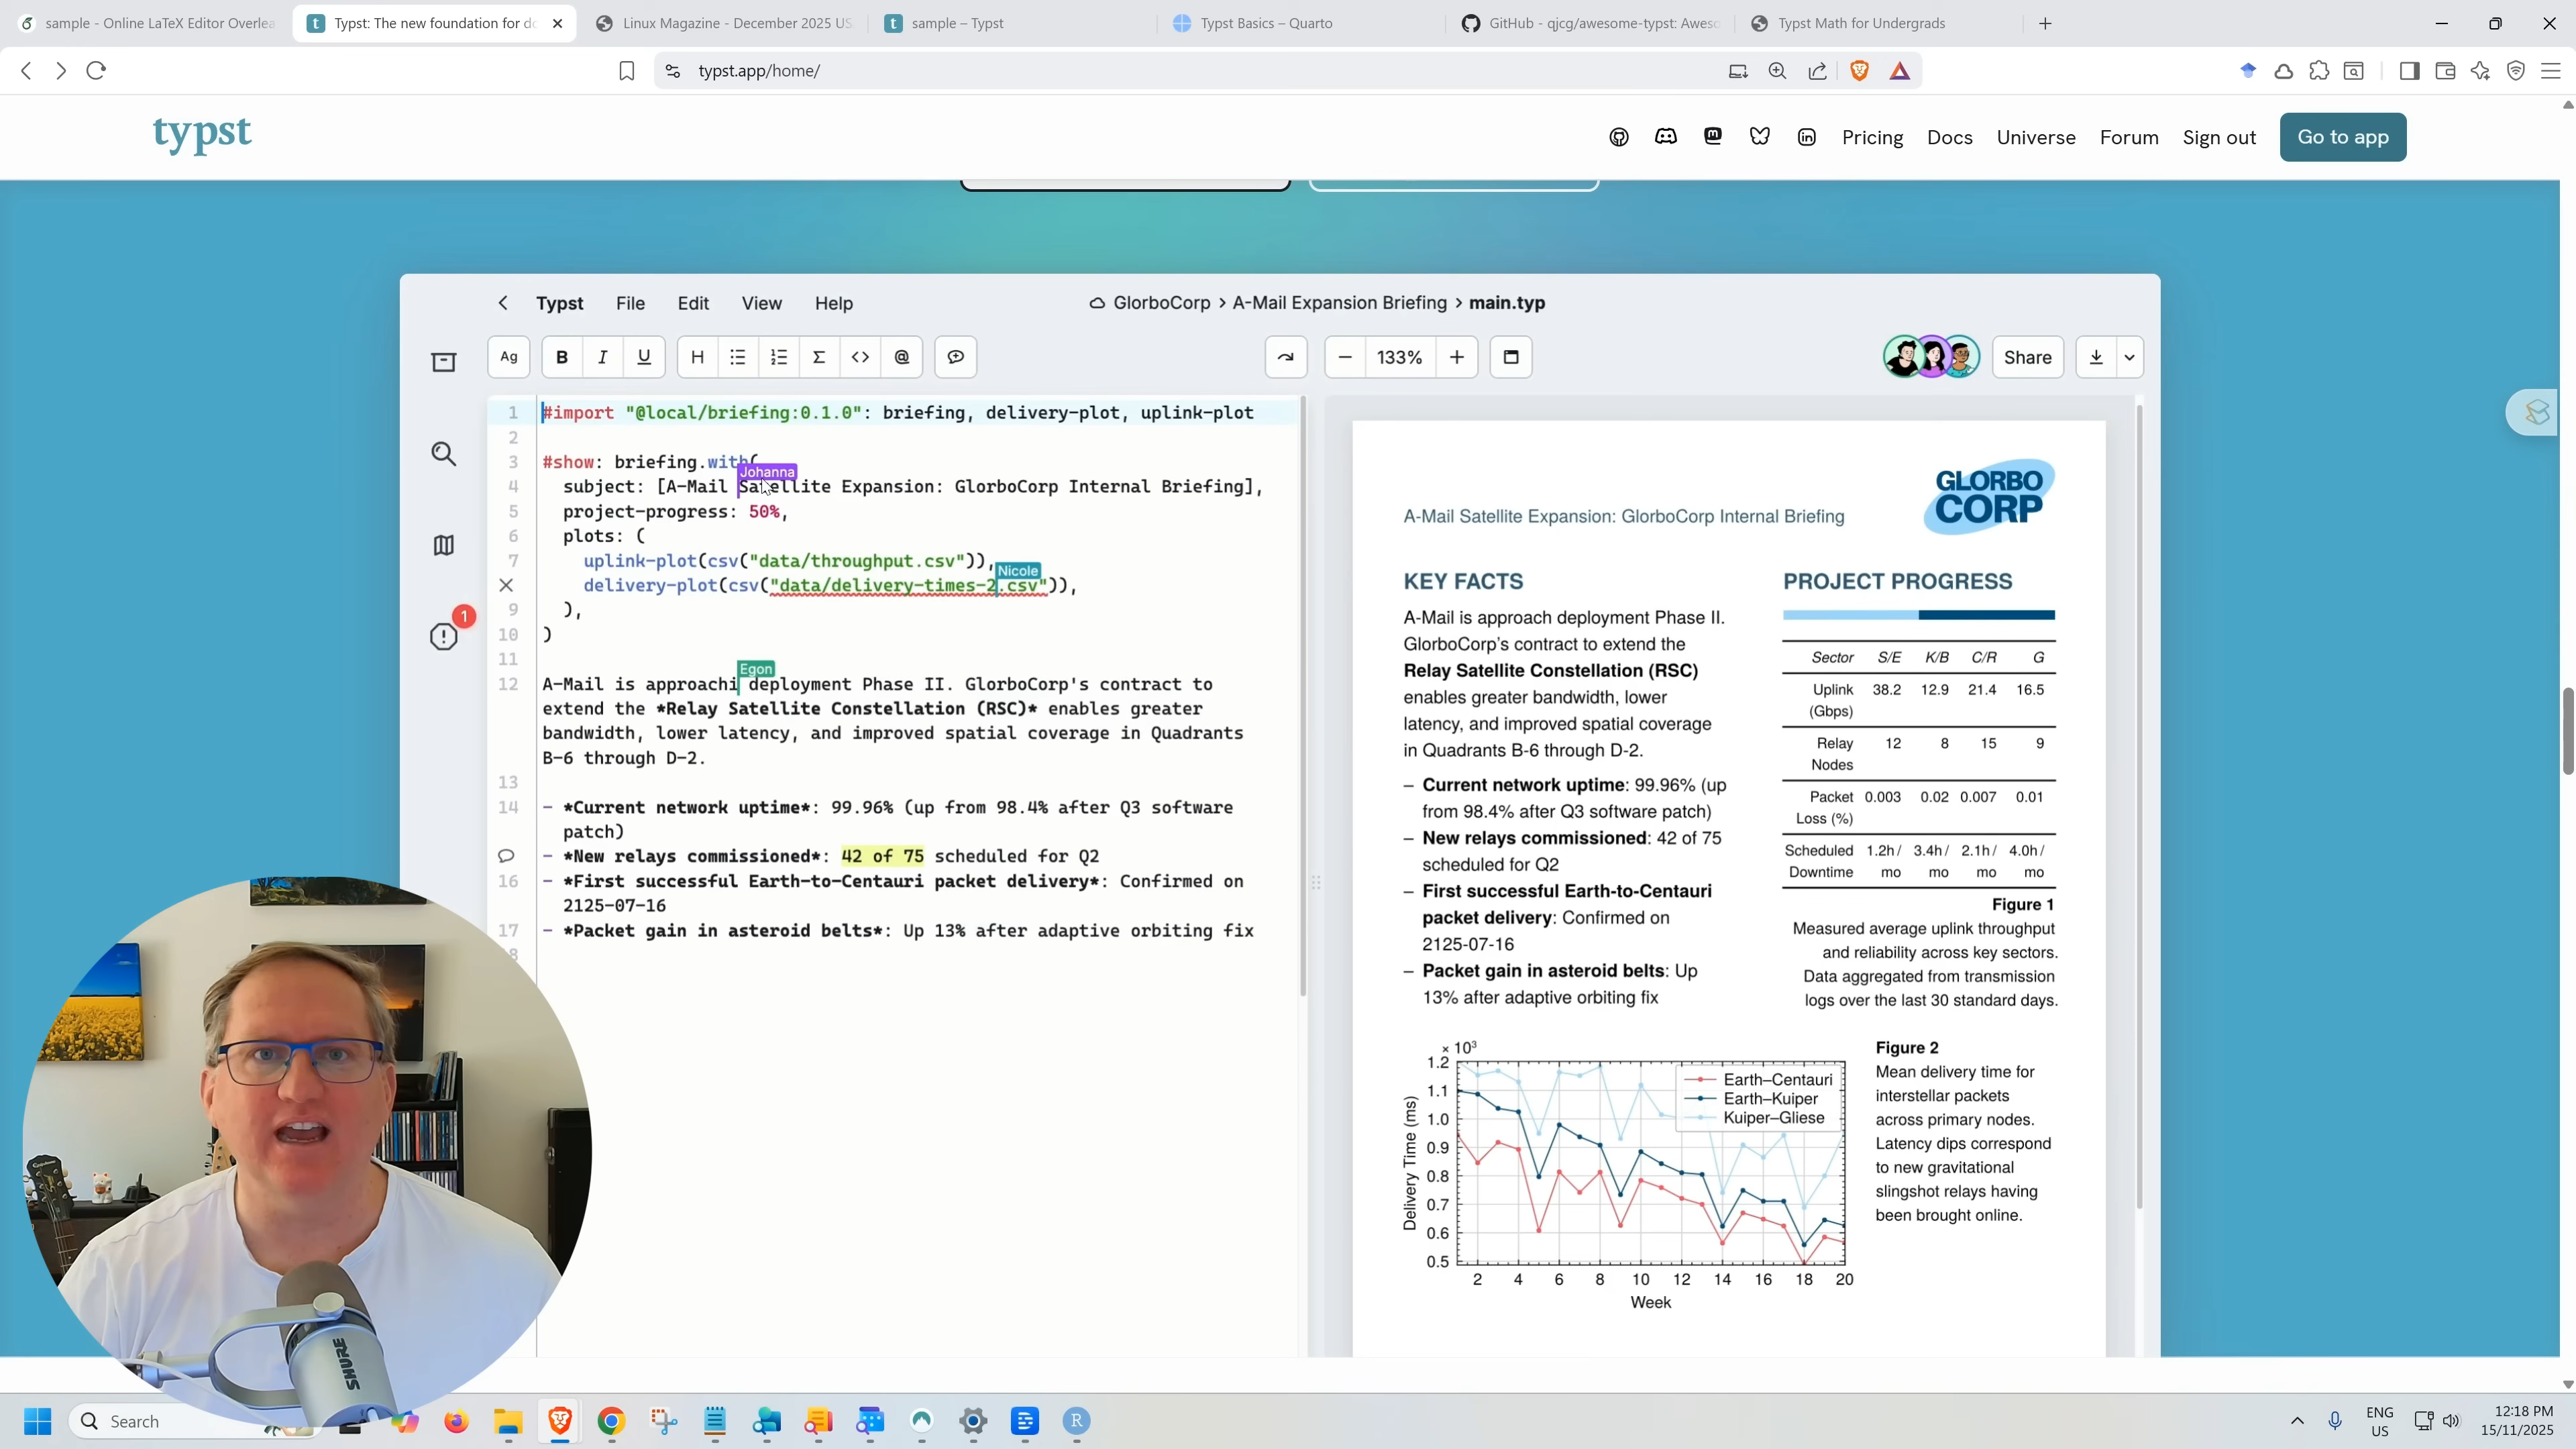 sample - Online LaTeX Editor Overlea
Typst: The new foundation for do
Linux Magazine - December 2025 US
sample – Typst
Typst Basics – Quarto
GitHub - qjcg/awesome-typst: Aweso
Typst Math for Undergrads
typst.app/home/
typst
Pricing
Docs
Universe
Forum
Sign out
Go to app
Typst
File
Edit
View
Help
GlorboCorp > A-Mail Expansion Briefing > main.typ
Ag
B
I
U
H
Σ
<>
@
133%
Share
1 #import "@local/briefing:0.1.0": briefing, delivery-plot, uplink-plot
2
3 #show: briefing.with(
Johanna
4 subject: [A-Mail Satellite Expansion: GlorboCorp Internal Briefing],
5 project-progress: 50%,
6 plots: (
7 uplink-plot(csv("data/throughput.csv")),
Nicole
delivery-plot(csv("data/delivery-times-2.csv")),
9 ),
10 )
1
11
Egon
12 A-Mail is approachi deployment Phase II. GlorboCorp's contract to
extend the *Relay Satellite Constellation (RSC)* enables greater
bandwidth, lower latency, and improved spatial coverage in Quadrants
B-6 through D-2.
13
14 - *Current network uptime*: 99.96% (up from 98.4% after Q3 software
patch)
- *New relays commissioned*: 42 of 75 scheduled for Q2
16 - *First successful Earth-to-Centauri packet delivery*: Confirmed on
2125-07-16
17 - *Packet gain in asteroid belts*: Up 13% after adaptive orbiting fix
GLORBO
CORP
A-Mail Satellite Expansion: GlorboCorp Internal Briefing
KEY FACTS
A-Mail is approach deployment Phase II.
GlorboCorp's contract to extend the
Relay Satellite Constellation (RSC)
enables greater bandwidth, lower
latency, and improved spatial coverage
in Quadrants B-6 through D-2.
– Current network uptime: 99.96% (up
from 98.4% after Q3 software patch)
– New relays commissioned: 42 of 75
scheduled for Q2
– First successful Earth-to-Centauri
packet delivery: Confirmed on
2125-07-16
– Packet gain in asteroid belts: Up
13% after adaptive orbiting fix
PROJECT PROGRESS
Sector S/E K/B C/R G
Uplink 38.2 12.9 21.4 16.5
(Gbps)
Relay 12 8 15 9
Nodes
Packet 0.003 0.02 0.007 0.01
Loss (%)
Scheduled 1.2h/ 3.4h/ 2.1h/ 4.0h/
Downtime mo mo mo mo
Figure 1
Measured average uplink throughput
and reliability across key sectors.
Data aggregated from transmission
logs over the last 30 standard days.
× 10³
1.2
1.1
1.0
0.9
0.8
0.7
0.6
0.5
Delivery Time (ms)
Earth–Centauri
Earth–Kuiper
Kuiper–Gliese
2 4 6 8 10 12 14 16 18 20
Week
Figure 2
Mean delivery time for
interstellar packets
across primary nodes.
Latency dips correspond
to new gravitational
slingshot relays having
been brought online.
SHURE
Search
R
ENG
US
12:18 PM
15/11/2025